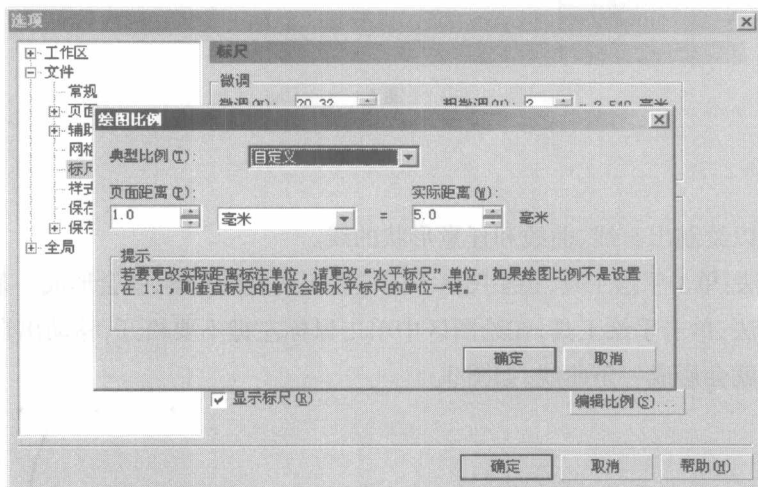 选项
工作区
文件
常规
页面
辅助
网格
标尺
样式
保存
保存
全局
标尺
微调
微调(N): 20.32 粗微调(U): 2 = 2.540 毫米
绘图比例
典型比例(T): 自定义
页面距离(P): 实际距离(W):
1.0 毫米 = 5.0 毫米
提示
若要更改实际距离标注单位，请更改“水平标尺”单位。如果绘图比例不是设置
在 1:1，则垂直标尺的单位会跟水平标尺的单位一样。
确定 取消
显示标尺(R) 编辑比例(S)...
确定 取消 帮助(H)